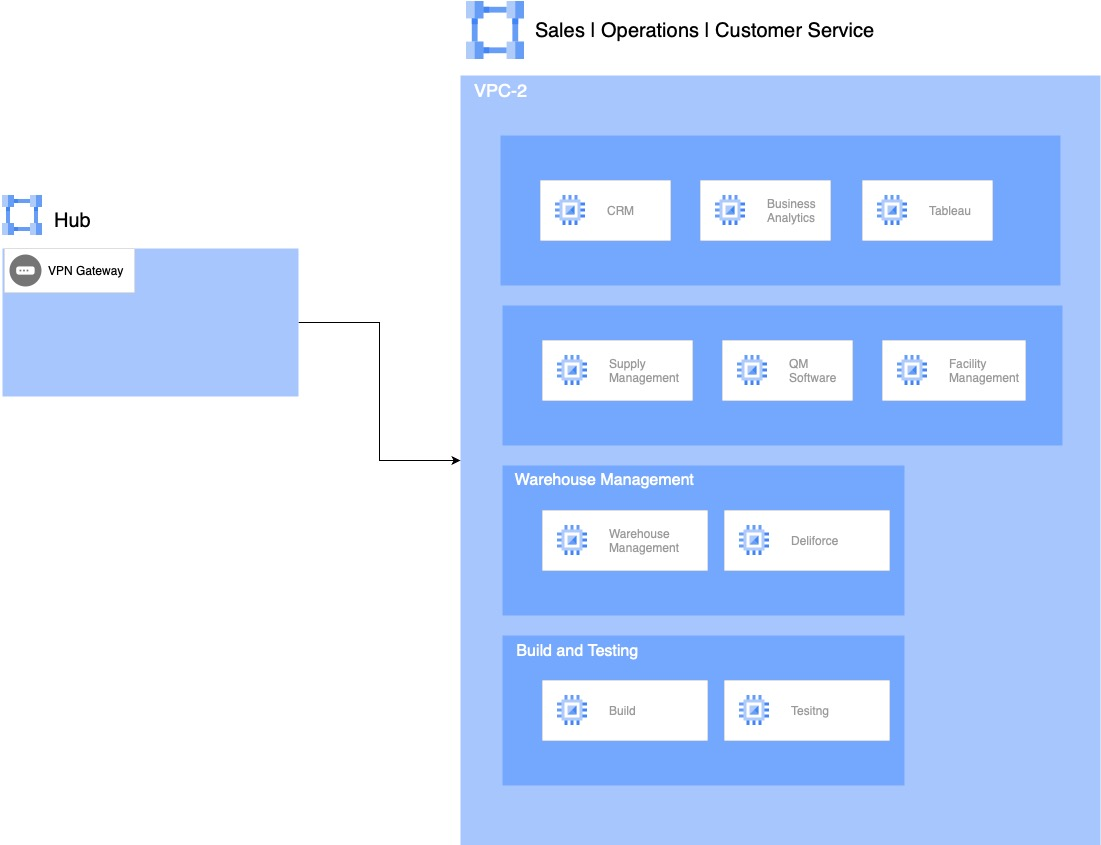 Sales | Operations | Customer Service
VPC-2
CRM
Business
Analytics
Tableau
Hub
VPN Gateway
Supply
Management
QM
Software
Facility
Management
Warehouse Management
Warehouse
Management
Deliforce
Build and Testing
Build
Tesitng